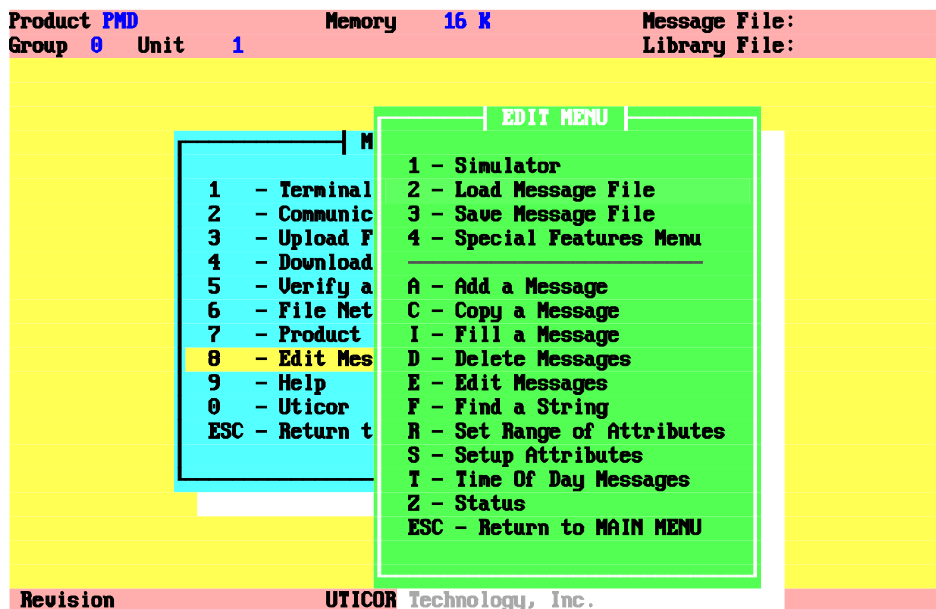 Product PMD Memory 16 K Message File:
Group 0 Unit 1 Library File:
EDIT MENU
1 - Simulator
2 - Load Message File
3 - Save Message File
4 - Special Features Menu
A - Add a Message
C - Copy a Message
I - Fill a Message
D - Delete Messages
E - Edit Messages
F - Find a String
R - Set Range of Attributes
S - Setup Attributes
T - Time Of Day Messages
Z - Status
ESC - Return to MAIN MENU
M
1 - Terminal
2 - Communic
3 - Upload F
4 - Download
5 - Verify a
6 - File Net
7 - Product
8 - Edit Mes
9 - Help
0 - Uticor
ESC - Return t
Revision UTICOR Technology, Inc.